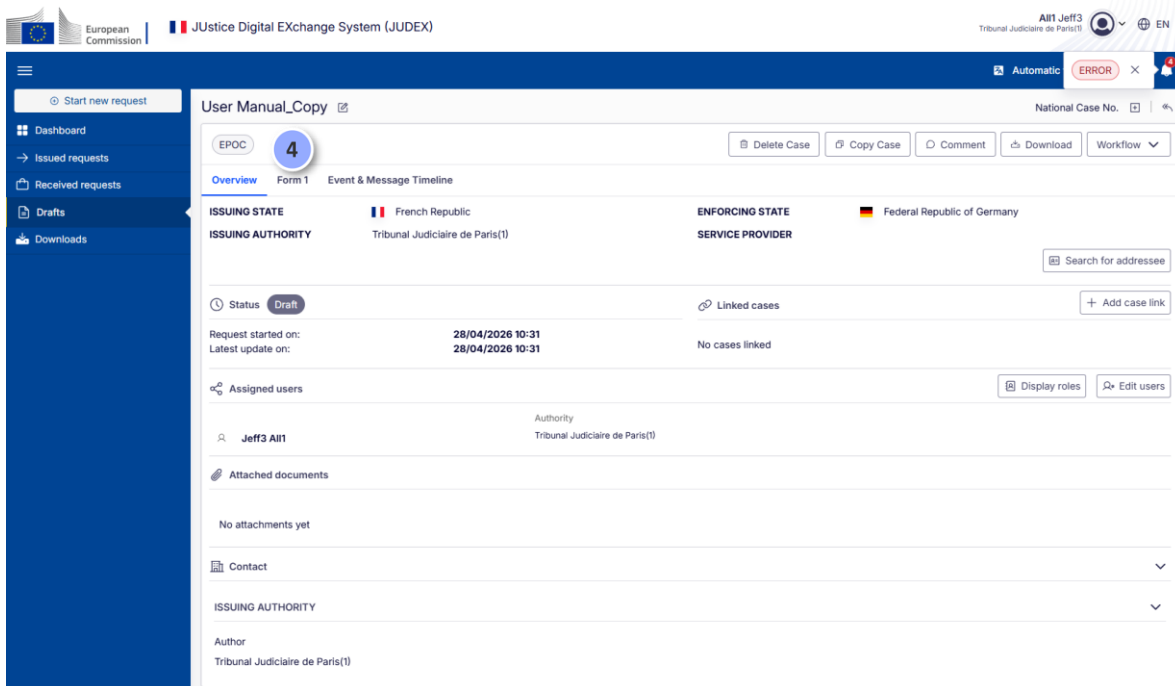 European
Commission
JUstice Digital EXchange System (JUDEX)
All1 Jeff3
Tribunal Judiciaire de Paris(1)
EN
Automatic
ERROR
4
Start new request
Dashboard
Issued requests
Received requests
Drafts
Downloads
User Manual_Copy
National Case No.
EPOC
4
Delete Case
Copy Case
Comment
Download
Workflow
Overview
Form 1
Event & Message Timeline
ISSUING STATE
French Republic
ENFORCING STATE
Federal Republic of Germany
ISSUING AUTHORITY
Tribunal Judiciaire de Paris(1)
SERVICE PROVIDER
Search for addressee
Status
Draft
Linked cases
+ Add case link
Request started on:
28/04/2026 10:31
Latest update on:
28/04/2026 10:31
No cases linked
Assigned users
Display roles
Edit users
Authority
Jeff3 All1
Tribunal Judiciaire de Paris(1)
Attached documents
No attachments yet
Contact
ISSUING AUTHORITY
Author
Tribunal Judiciaire de Paris(1)